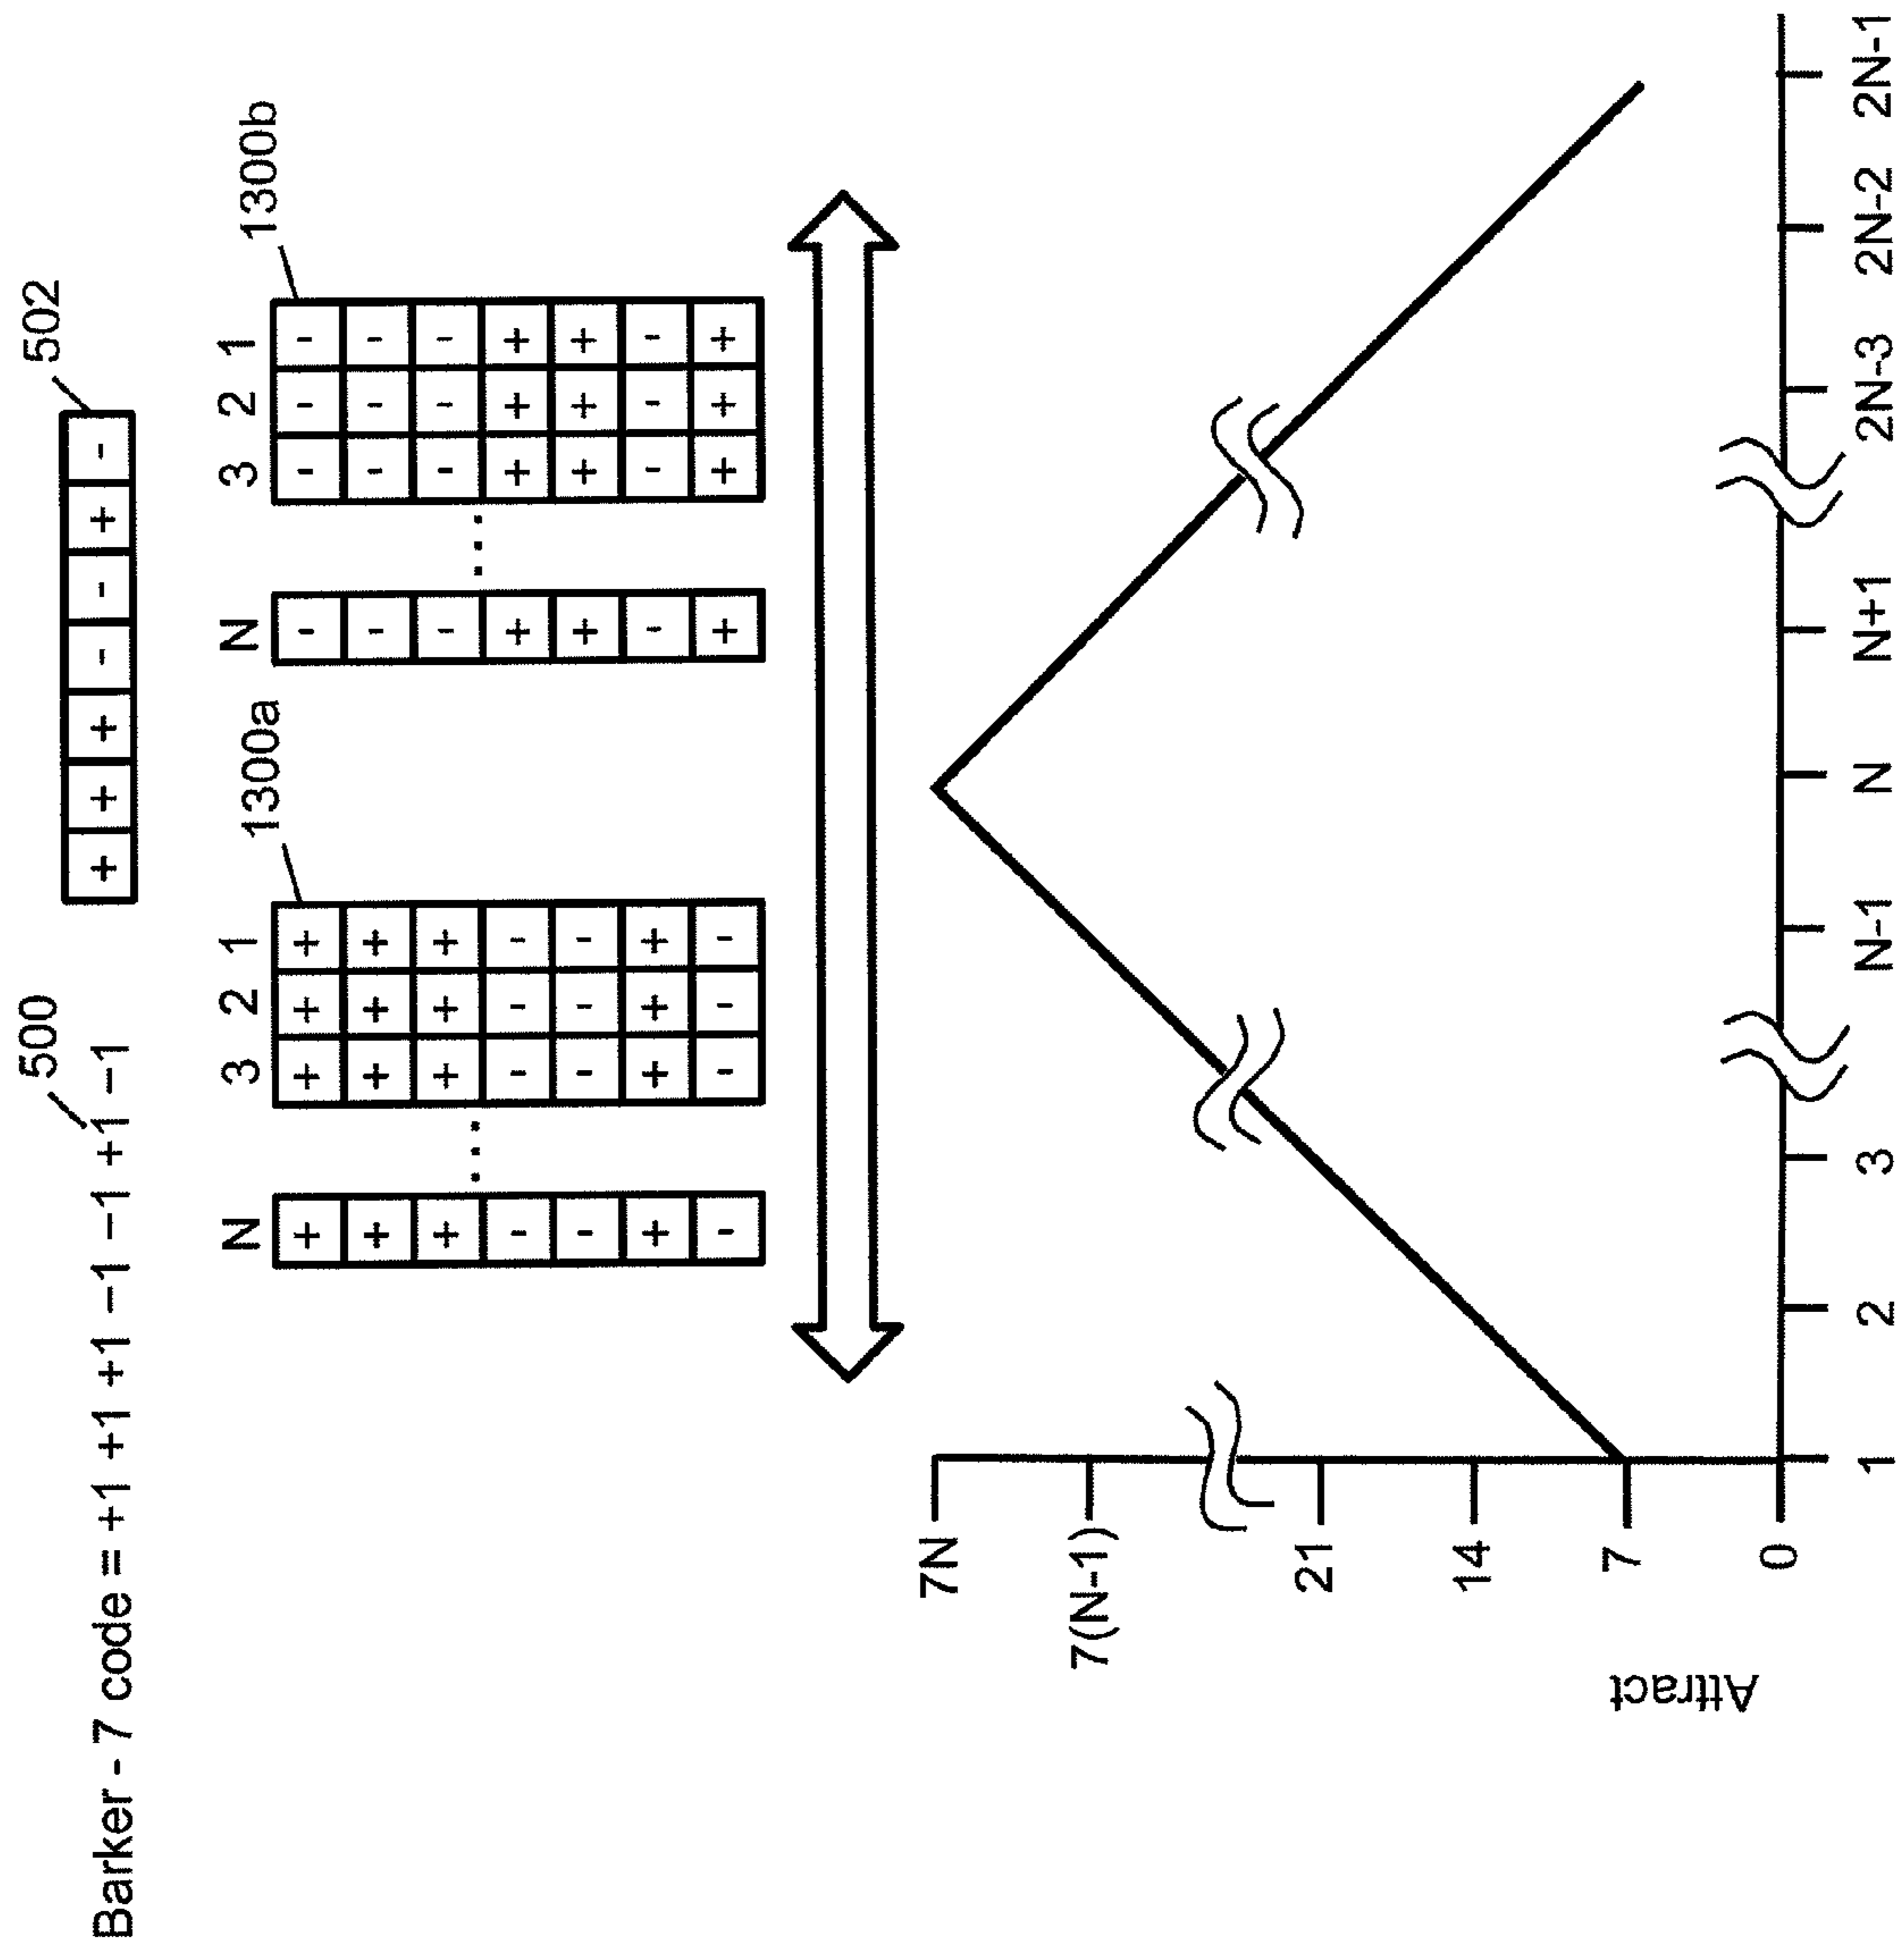 Barker - 7 code = +1 +1 +1 −1 −1 +1 −1
500
502
+ + + - - + -
1300a
1300b
N ... 3 2 1 N ... 3 2 1
+ + + + - - - -
+ + + + - - - -
+ + + + - - - -
- - - - + + + +
- - - - + + + +
+ + + + - - - -
- - - - + + + +
Attract
7N
7(N-1)
21
14
7
0
1 2 3 N-1 N N+1 2N-3 2N-2 2N-1